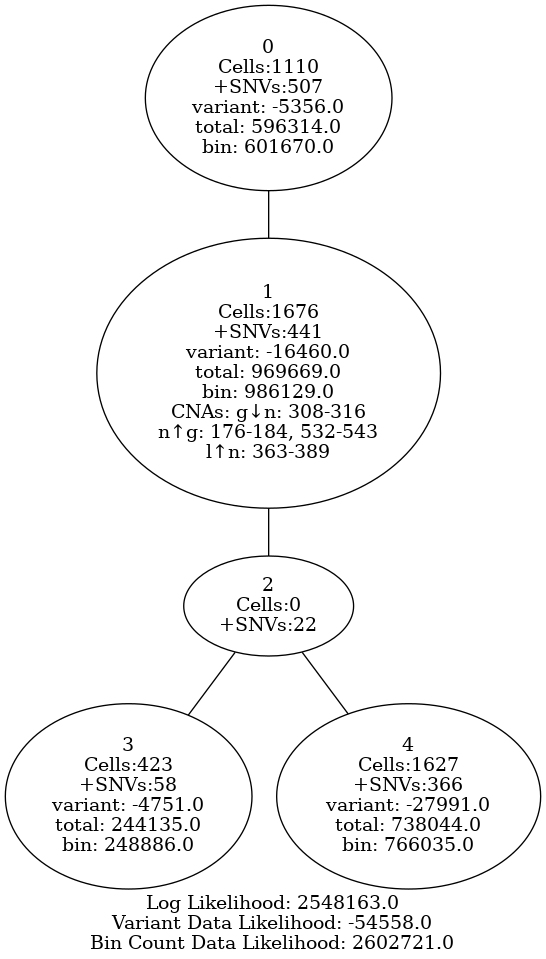 0
Cells:1110
+SNVs:507
variant: -5356.0
total: 596314.0
bin: 601670.0
1
Cells:1676
+SNVs:441
variant: -16460.0
total: 969669.0
bin: 986129.0
CNAs: g↓n: 308-316
n↑g: 176-184, 532-543
l↑n: 363-389
2
Cells:0
+SNVs:22
3
Cells:423
+SNVs:58
variant: -4751.0
total: 244135.0
bin: 248886.0
4
Cells:1627
+SNVs:366
variant: -27991.0
total: 738044.0
bin: 766035.0
Log Likelihood: 2548163.0
Variant Data Likelihood: -54558.0
Bin Count Data Likelihood: 2602721.0